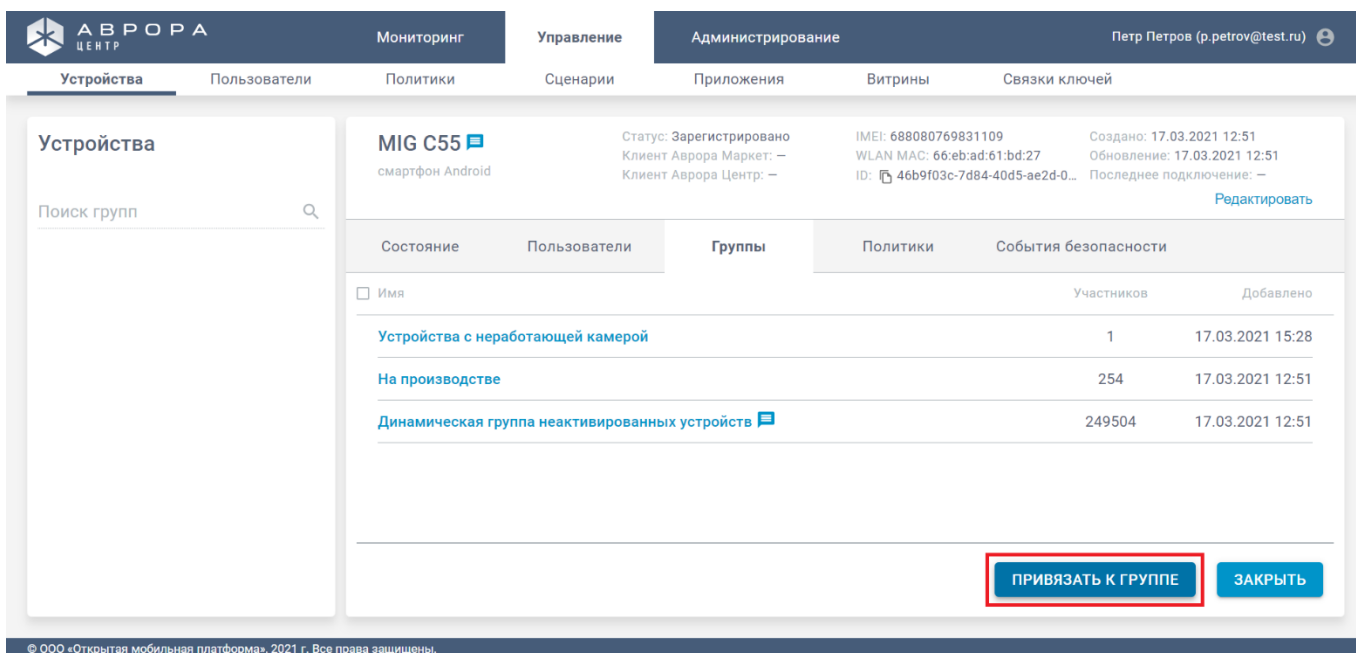 АВРОРА
ЦЕНТР
Мониторинг Управление Администрирование Петр Петров (p.petrov@test.ru)
Устройства Пользователи Политики Сценарии Приложения Витрины Связки ключей
Устройства
Поиск групп
MIG C55
смартфон Android
Статус: Зарегистрировано
Клиент Аврора Маркет: —
Клиент Аврора Центр: —
IMEI: 688080769831109
WLAN MAC: 66:eb:ad:61:bd:27
ID: 46b9f03c-7d84-40d5-ae2d-0...
Создано: 17.03.2021 12:51
Обновление: 17.03.2021 12:51
Последнее подключение: —
Редактировать
Состояние Пользователи Группы Политики События безопасности
Имя Участников Добавлено
Устройства с неработающей камерой 1 17.03.2021 15:28
На производстве 254 17.03.2021 12:51
Динамическая группа неактивированных устройств 249504 17.03.2021 12:51
ПРИВЯЗАТЬ К ГРУППЕ ЗАКРЫТЬ
© ООО «Открытая мобильная платформа», 2021 г. Все права защищены.